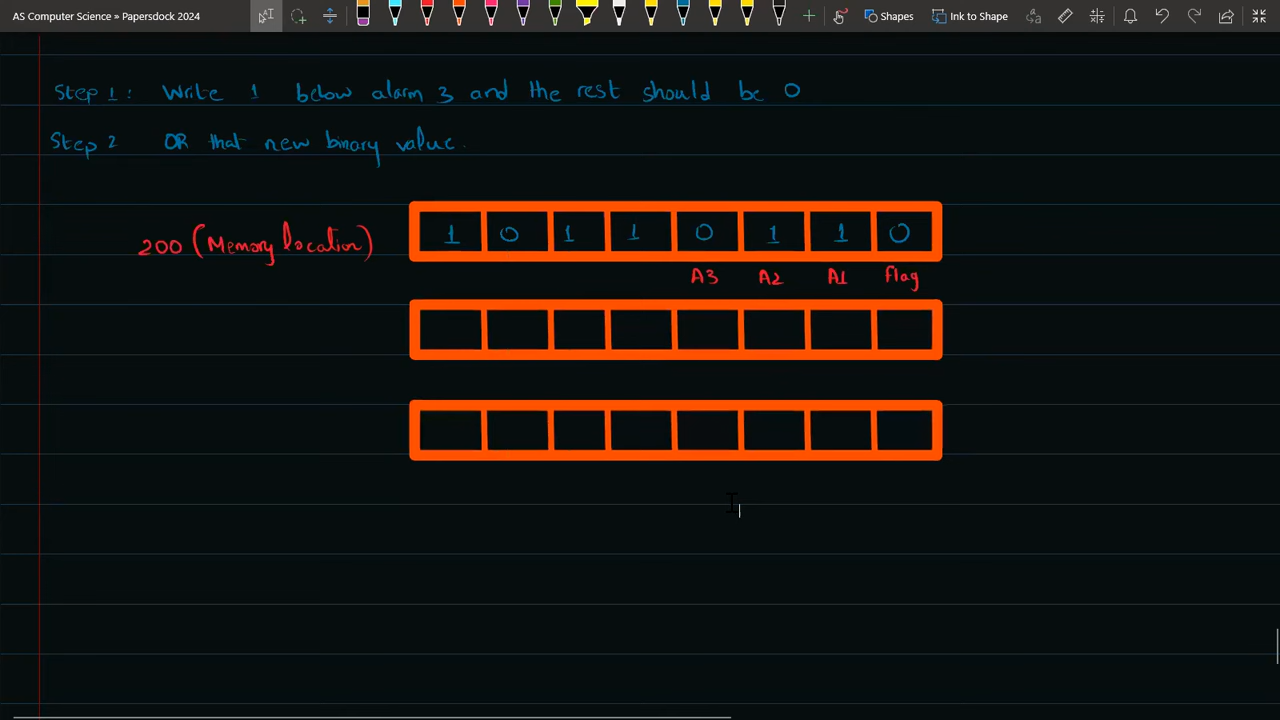 AS Computer Science » Papersdock 2024
Shapes
Ink to Shape
Step 1: Write 1 below alarm 3 and the rest should be 0
Step 2 OR that new binary value.
200 (Memory location) 1 0 1 1 0 1 1 0
A3 A2 A1 flag